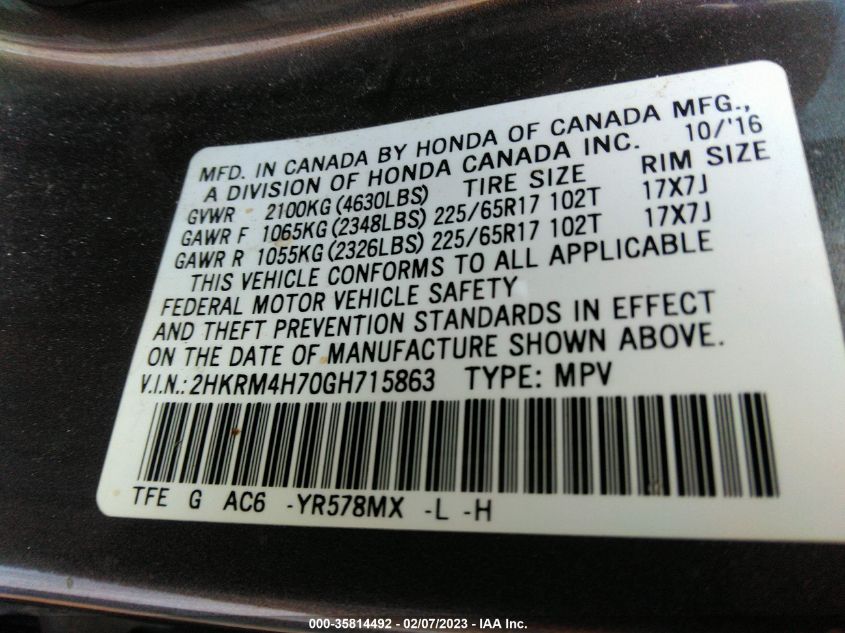 MFD. IN CANADA BY HONDA OF CANADA MFG.,
A DIVISION OF HONDA CANADA INC. 10/'16
GVWR 2100KG (4630LBS) TIRE SIZE RIM SIZE
GAWR F 1065KG (2348LBS) 225/65R17 102T 17X7J
GAWR R 1055KG (2326LBS) 225/65R17 102T 17X7J
THIS VEHICLE CONFORMS TO ALL APPLICABLE
FEDERAL MOTOR VEHICLE SAFETY
AND THEFT PREVENTION STANDARDS IN EFFECT
ON THE DATE OF MANUFACTURE SHOWN ABOVE.
V.I.N.: 2HKRM4H70GH715863 TYPE: MPV
TFE G AC6 -YR578MX -L -H
000-35814492 — 02/07/2023 — IAA Inc.